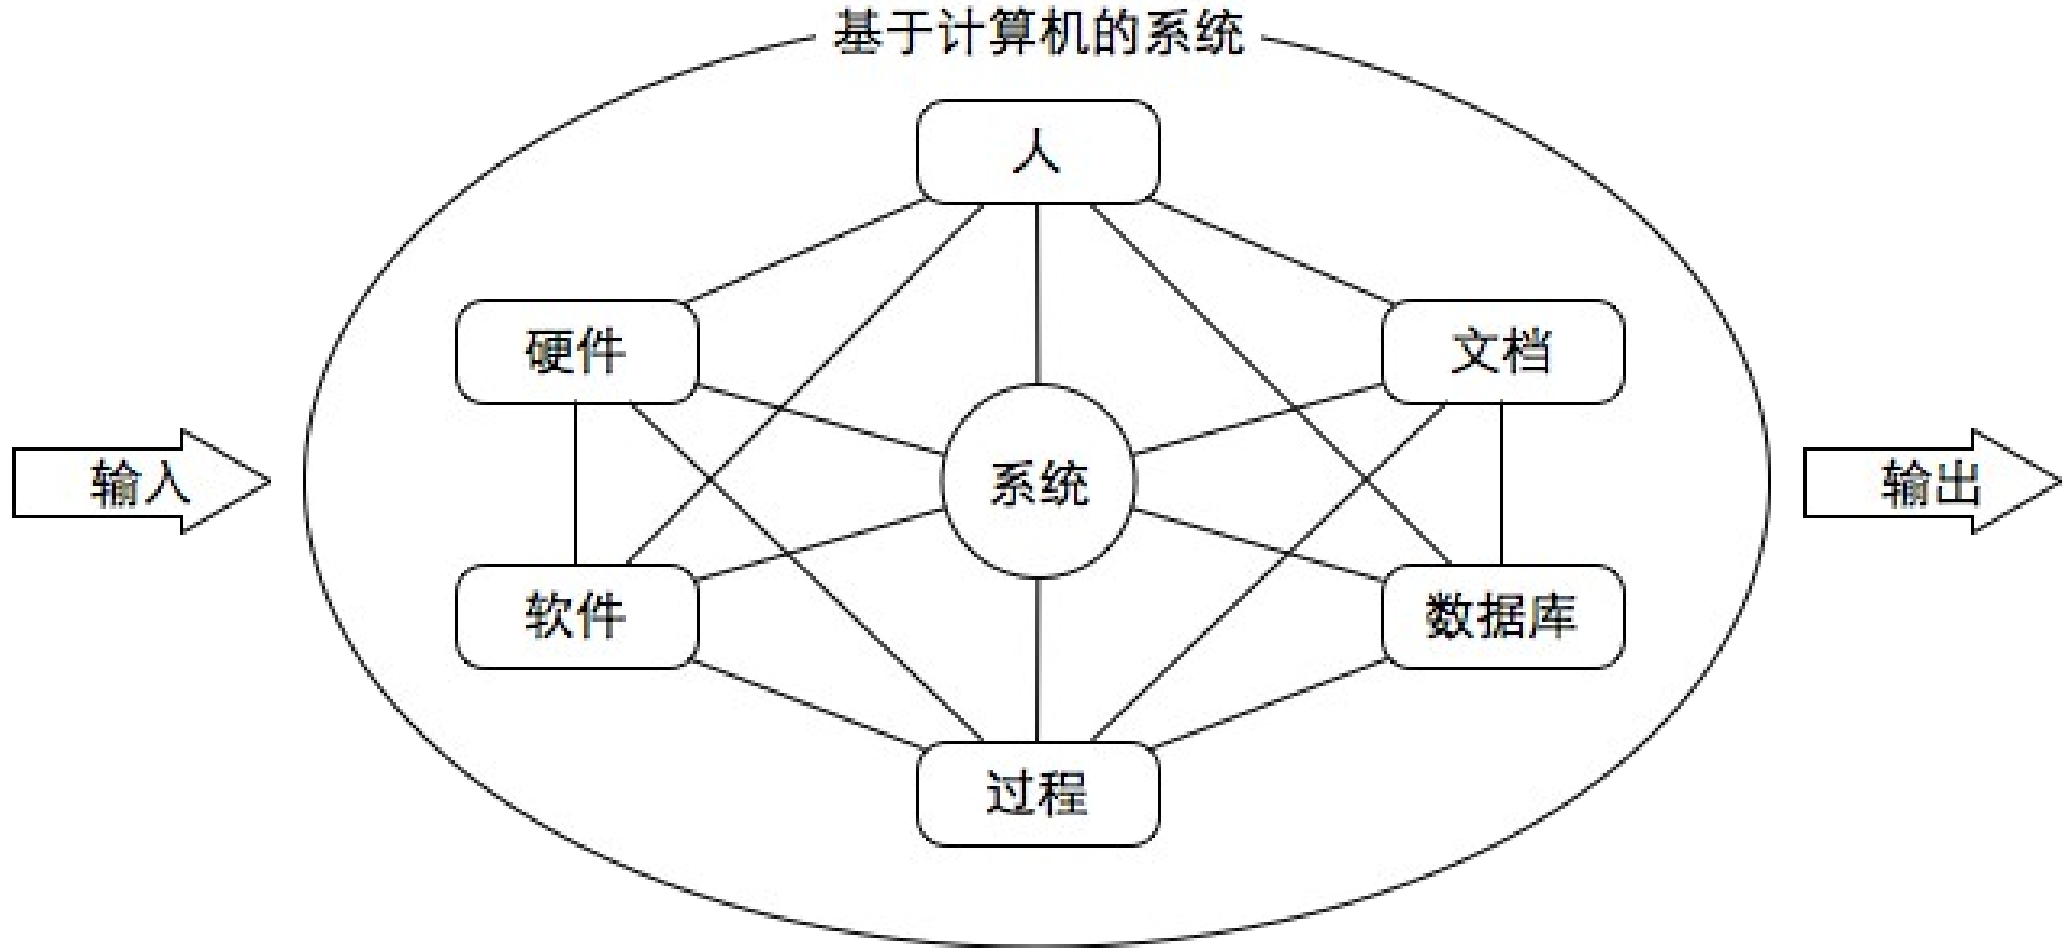 基于计算机的系统
人
硬件
文档
输入
系统
输出
软件
数据库
过程